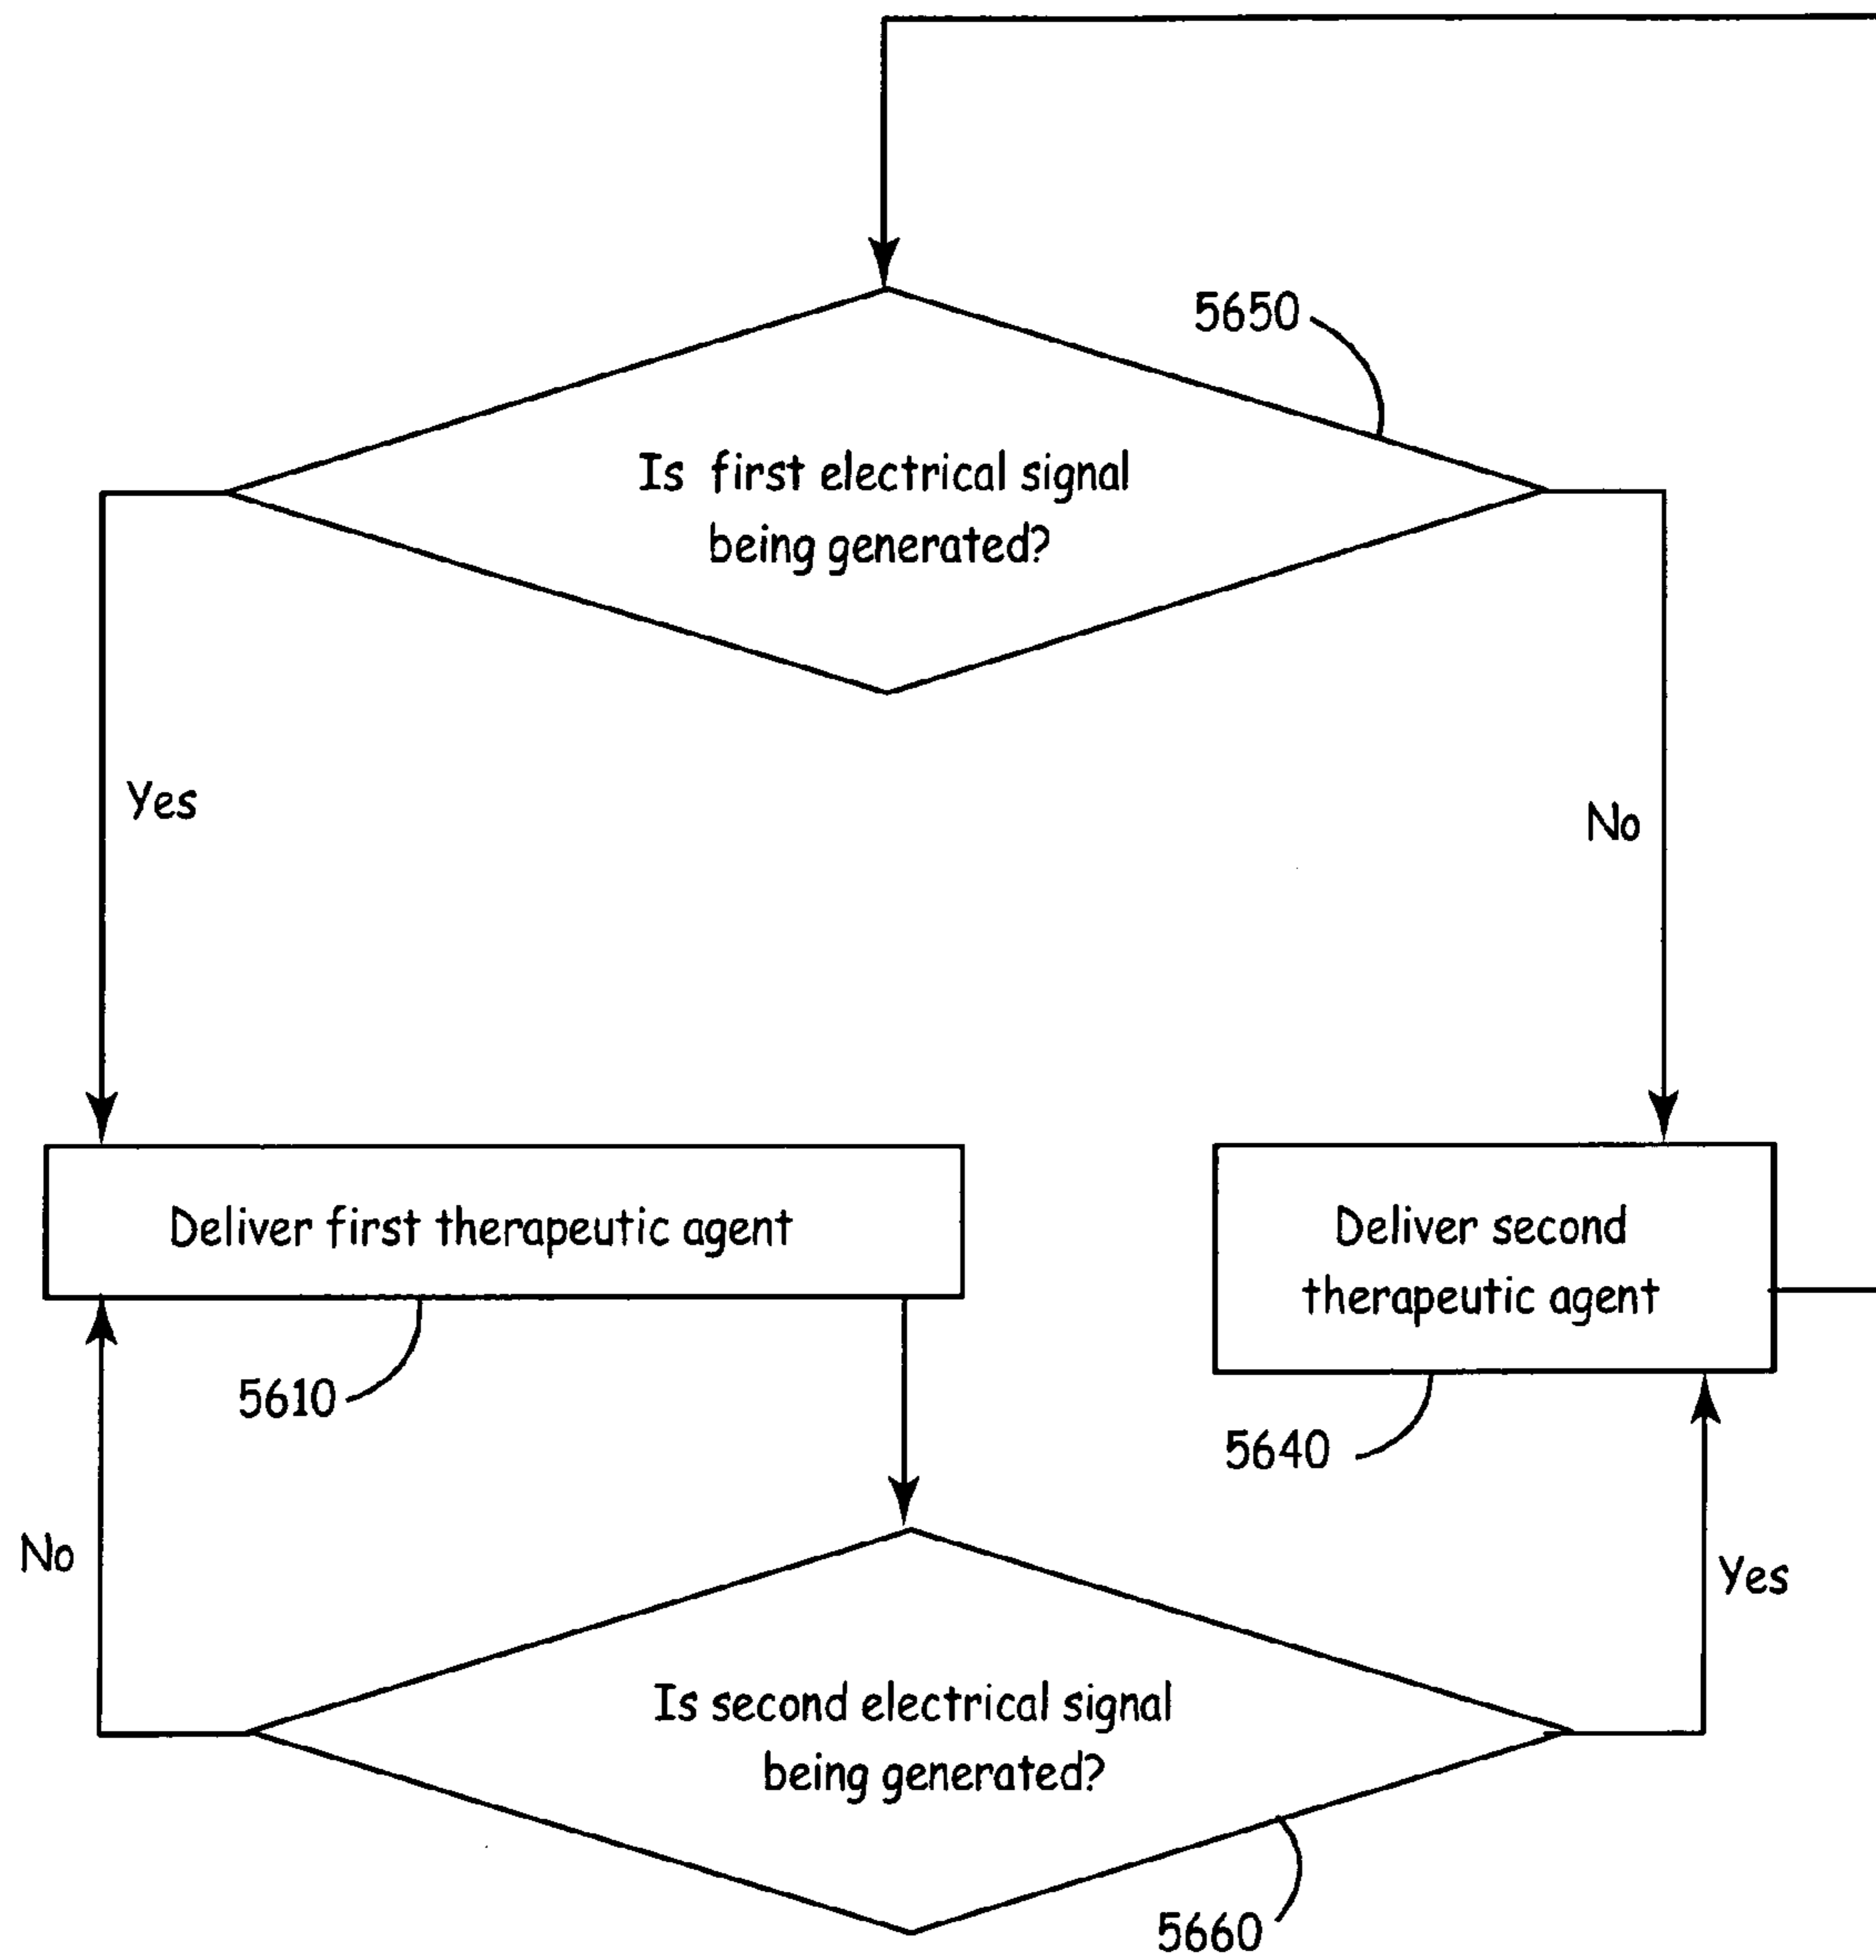 5650
Is first electrical signal
being generated?
Yes
No
Deliver first therapeutic agent
Deliver second
therapeutic agent
5610
5640
No
Yes
Is second electrical signal
being generated?
5660